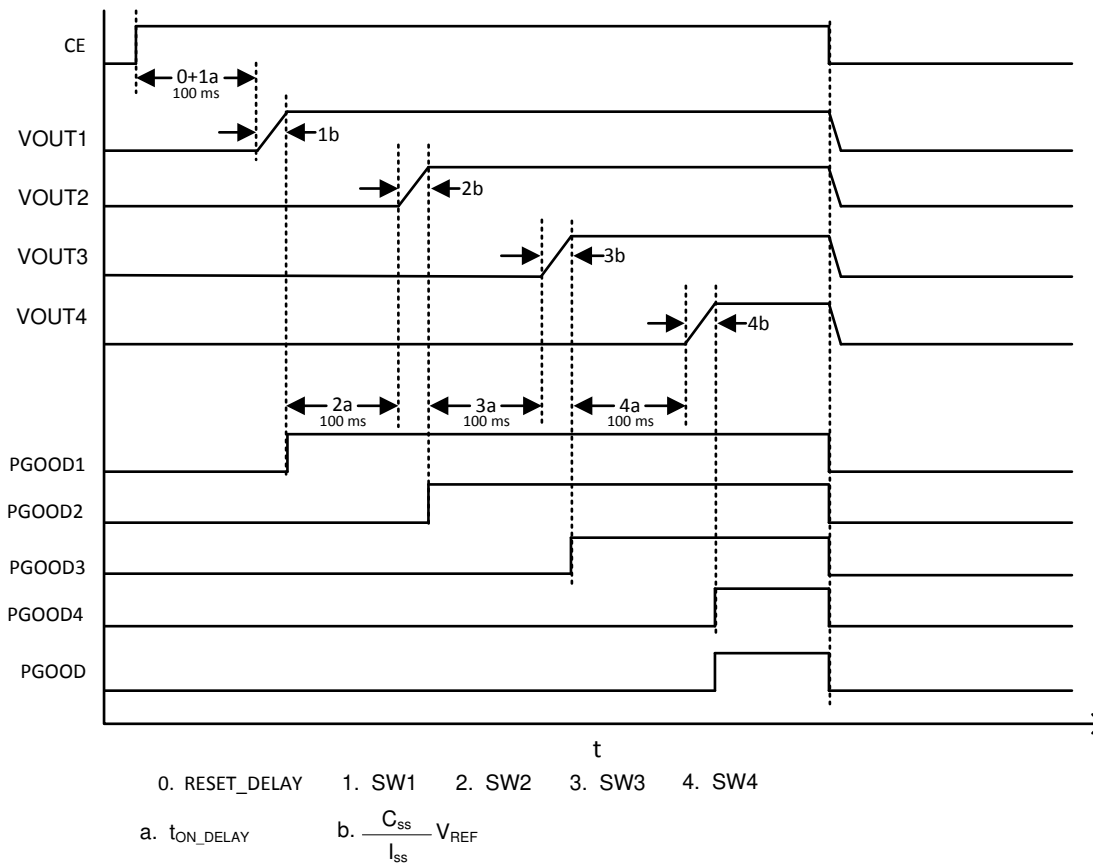 CE
0+1a
100 ms
VOUT1
1b
VOUT2
2b
VOUT3
3b
VOUT4
4b
2a
100 ms
3a
100 ms
4a
100 ms
PGOOD1
PGOOD2
PGOOD3
PGOOD4
PGOOD
t
0. RESET_DELAY 1. SW1 2. SW2 3. SW3 4. SW4
a. tON_DELAY b. Css / Iss VREF